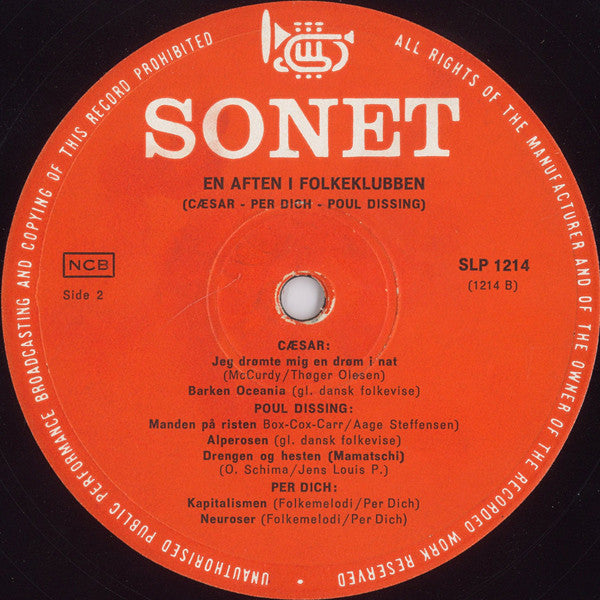 SONET
EN AFTEN I FOLKEKLUBBEN
(CÆSAR - PER DICH - POUL DISSING)
NCB
Side 2
SLP 1214
(1214 B)
CÆSAR:
Jeg drømte mig en drøm i nat
(McCurdy/Thøger Olesen)
Barken Oceania (gl. dansk folkevise)
POUL DISSING:
Manden på risten Box-Cox-Carr/Aage Steffensen)
Alperosen (gl. dansk folkevise)
Drengen og hesten (Mamatschi)
(O. Schima/Jens Louis P.)
PER DICH:
Kapitalismen (Folkemelodi/Per Dich)
Neuroser (Folkemelodi/Per Dich)
ALL RIGHTS OF THE MANUFACTURER AND OF THE OWNER OF THE RECORDED WORK RESERVED • UNAUTHORISED PUBLIC PERFORMANCE BROADCASTING AND COPYING OF THIS RECORD PROHIBITED